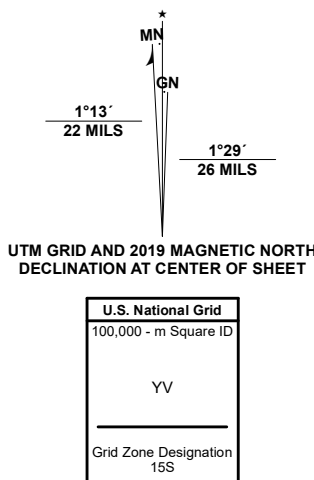 MN
GN
1°13´
22 MILS
1°29´
26 MILS
UTM GRID AND 2019 MAGNETIC NORTH
DECLINATION AT CENTER OF SHEET
U.S. National Grid
100,000 - m Square ID
YV
Grid Zone Designation
15S